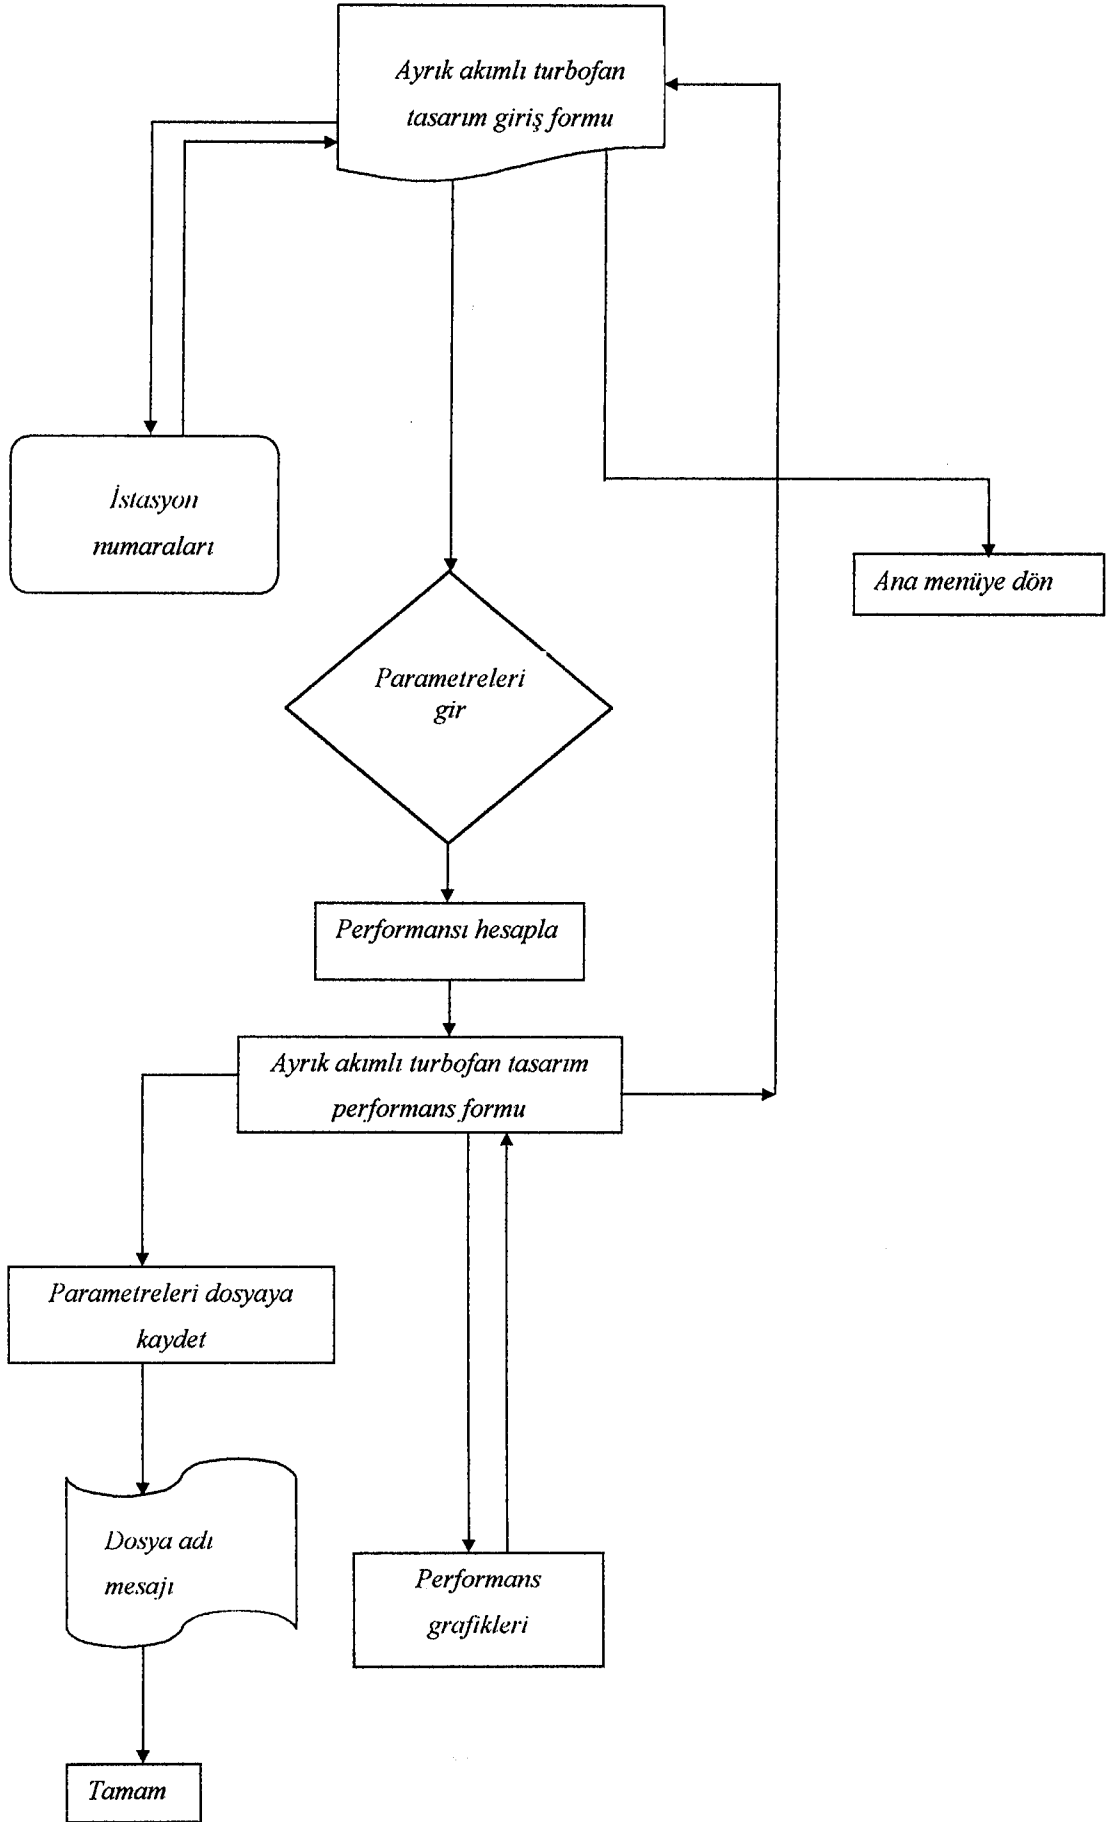 Ayrık akımlı turbofan
tasarım giriş formu
İstasyon
numaraları
Ana menüye dön
Parametreleri
gir
Performansı hesapla
Ayrık akımlı turbofan tasarım
performans formu
Parametreleri dosyaya
kaydet
Dosya adı
mesajı
Performans
grafikleri
Tamam